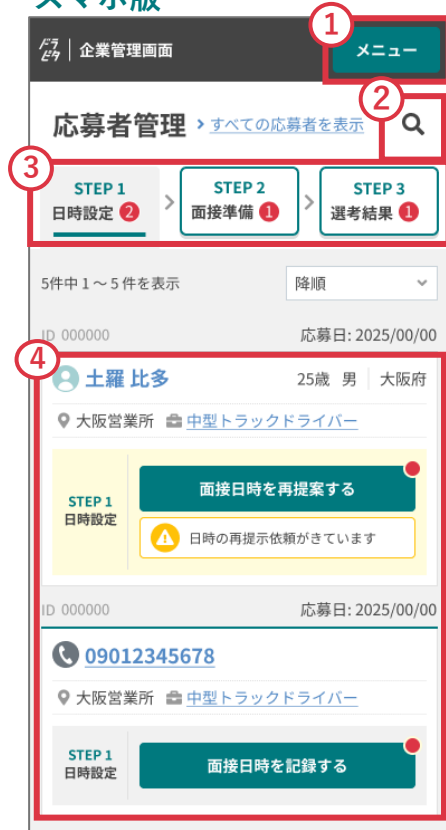 スマホ版
①
ドラピタ 企業管理画面 メニュー
②
応募者管理 > すべての応募者を表示
③
STEP 1 STEP 2 STEP 3
日時設定 2 > 面接準備 1 > 選考結果 1
5件中 1 ～ 5 件を表示 降順
ID 000000 応募日: 2025/00/00
④
土羅 比多 25歳 男 大阪府
大阪営業所 中型トラックドライバー
面接日時を再提案する
STEP 1
日時設定
日時の再提示依頼がきています
ID 000000 応募日: 2025/00/00
09012345678
大阪営業所 中型トラックドライバー
STEP 1
日時設定
面接日時を記録する